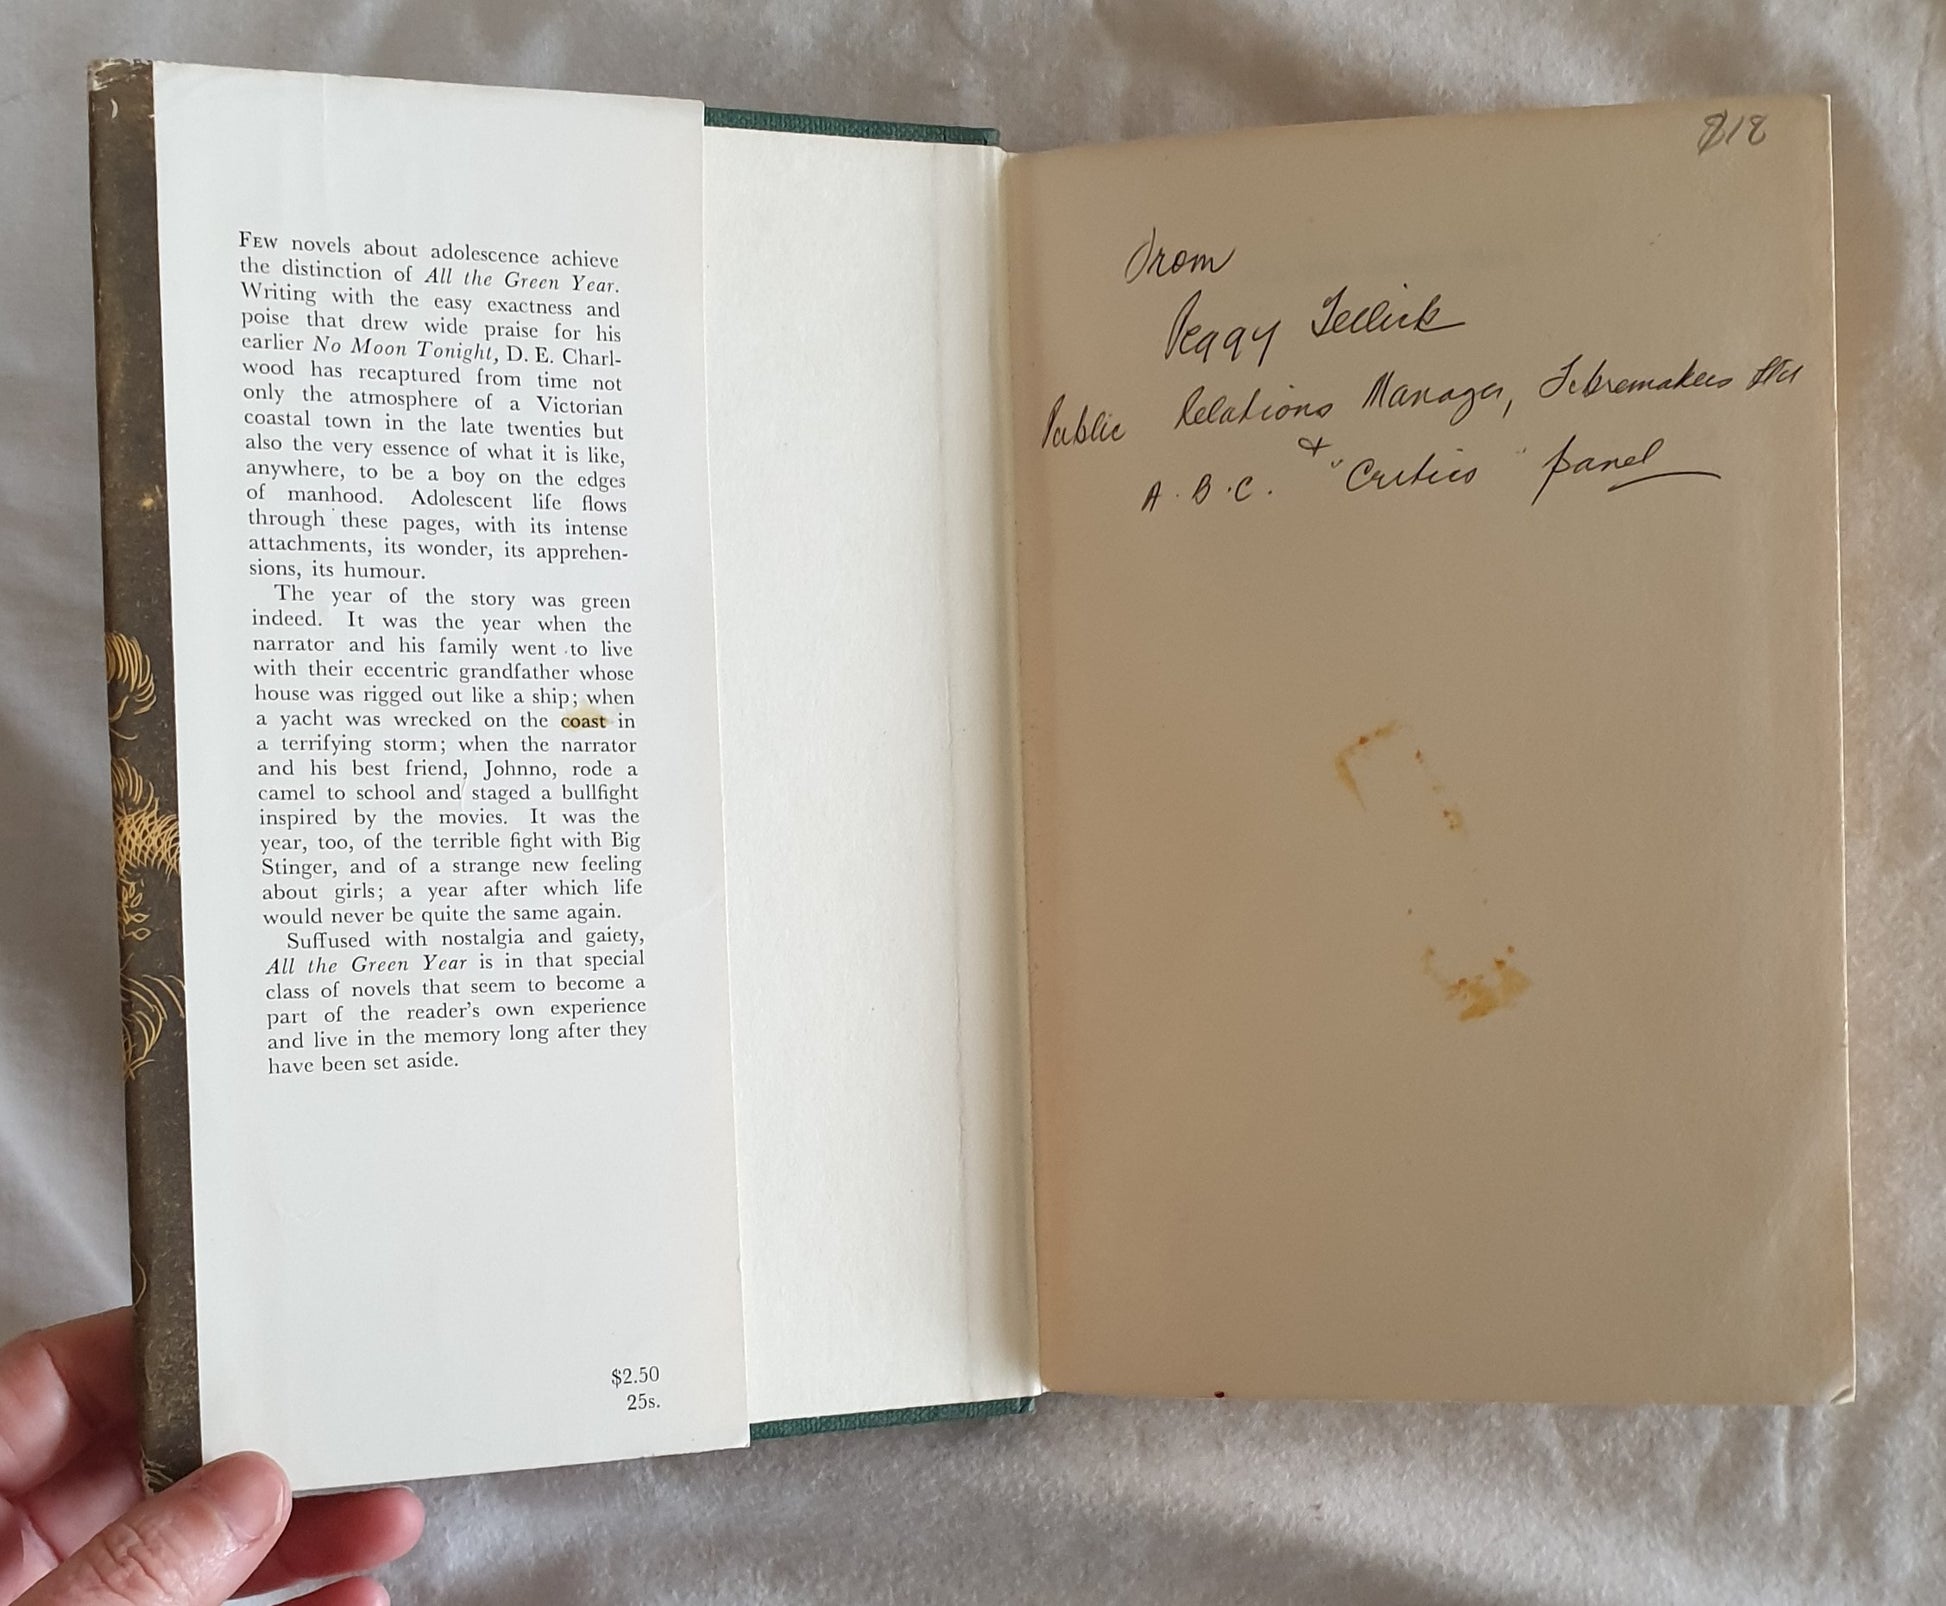 FEW novels about adolescence achieve
the distinction of All the Green Year.
Writing with the easy exactness and
poise that drew wide praise for his
earlier No Moon Tonight, D. E. Charl-
wood has recaptured from time not
only the atmosphere of a Victorian
coastal town in the late twenties but
also the very essence of what it is like,
anywhere, to be a boy on the edges
of manhood. Adolescent life flows
through these pages, with its intense
attachments, its wonder, its apprehen-
sions, its humour.
The year of the story was green
indeed. It was the year when the
narrator and his family went to live
with their eccentric grandfather whose
house was rigged out like a ship; when
a yacht was wrecked on the coast in
a terrifying storm; when the narrator
and his best friend, Johnno, rode a
camel to school and staged a bullfight
inspired by the movies. It was the
year, too, of the terrible fight with Big
Stinger, and of a strange new feeling
about girls; a year after which life
would never be quite the same again.
Suffused with nostalgia and gaiety,
All the Green Year is in that special
class of novels that seem to become a
part of the reader's own experience
and live in the memory long after they
have been set aside.
$2.50
25s.
From
Peggy
Public Relations Manager, Fibremakers Ltd
&
A.B.C. "Critics" panel